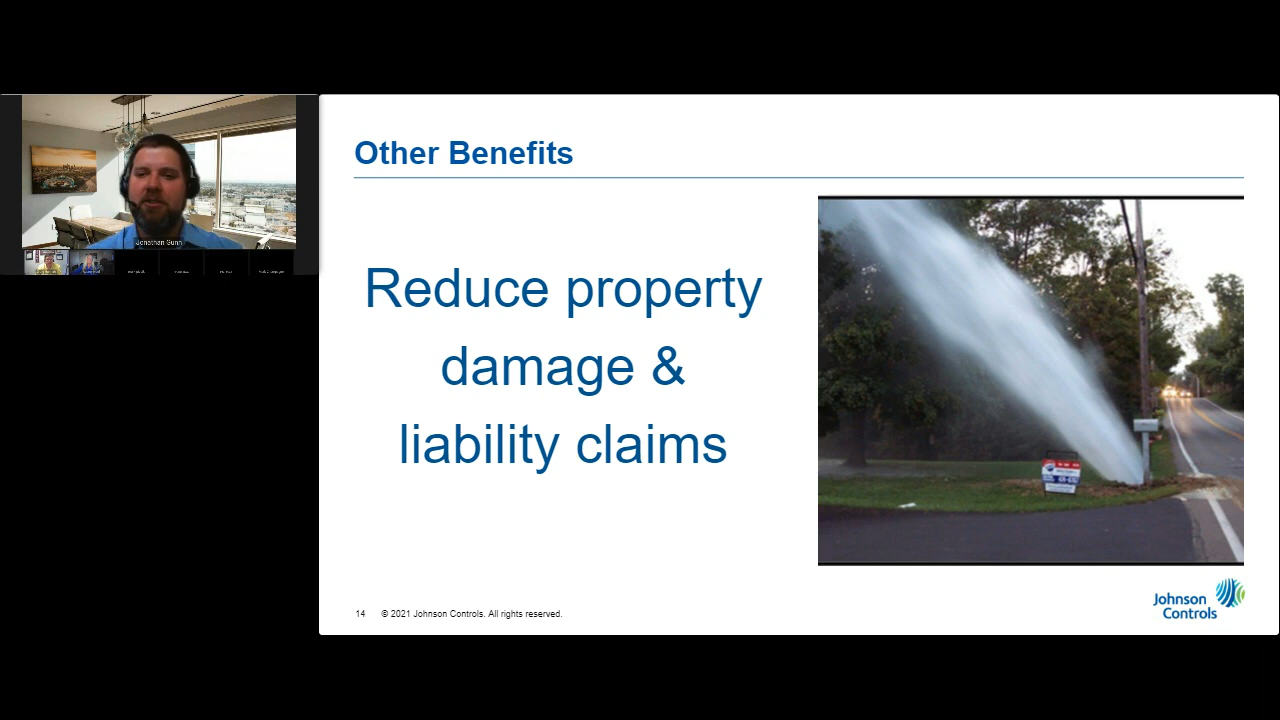 Jonathan Gunn
Other Benefits
Reduce property
damage &
liability claims
14 © 2021 Johnson Controls. All rights reserved.
Johnson
Controls